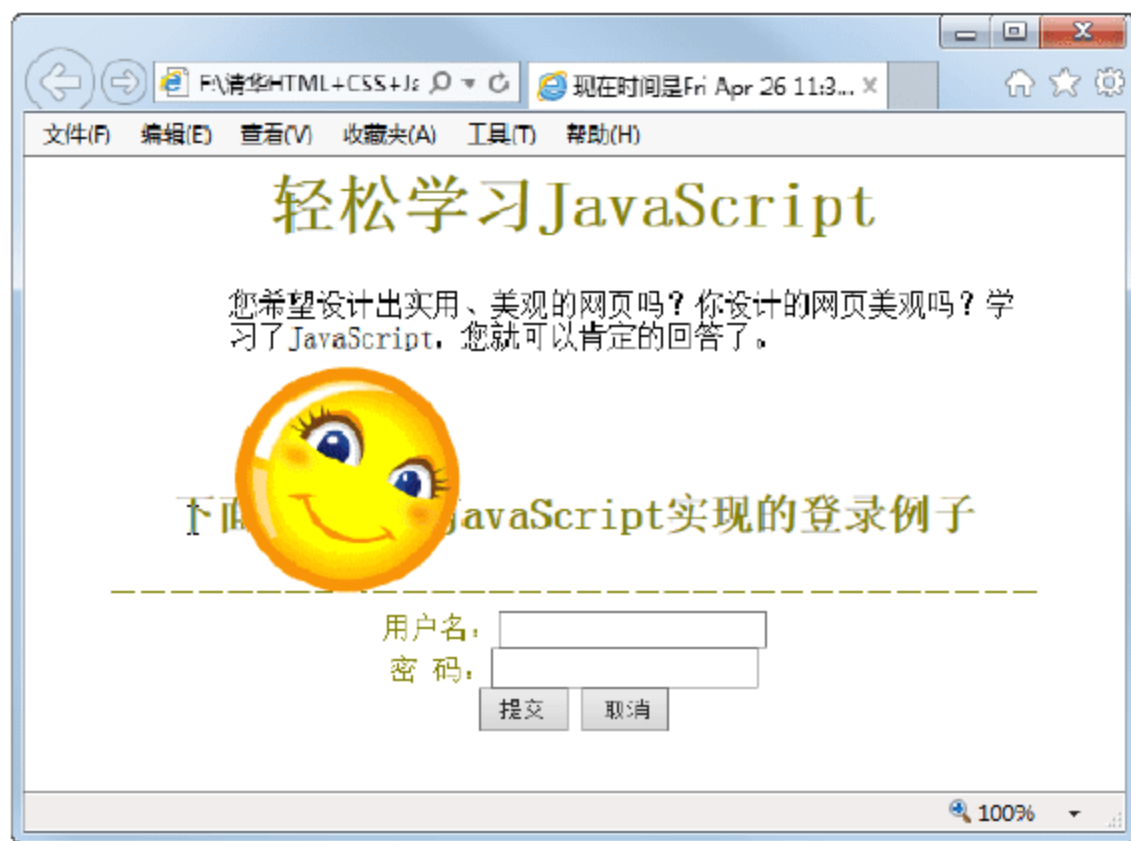 F:\清华HTML+CSS+Ja
现在时间是Fri Apr 26 11:3...
文件(F) 编辑(E) 查看(V) 收藏夹(A) 工具(T) 帮助(H)
轻松学习JavaScript
您希望设计出实用、美观的网页吗？你设计的网页美观吗？学
习了JavaScript，您就可以肯定的回答了。
下面 avaScript实现的登录例子
用户名：
密 码：
提交 取消
100%